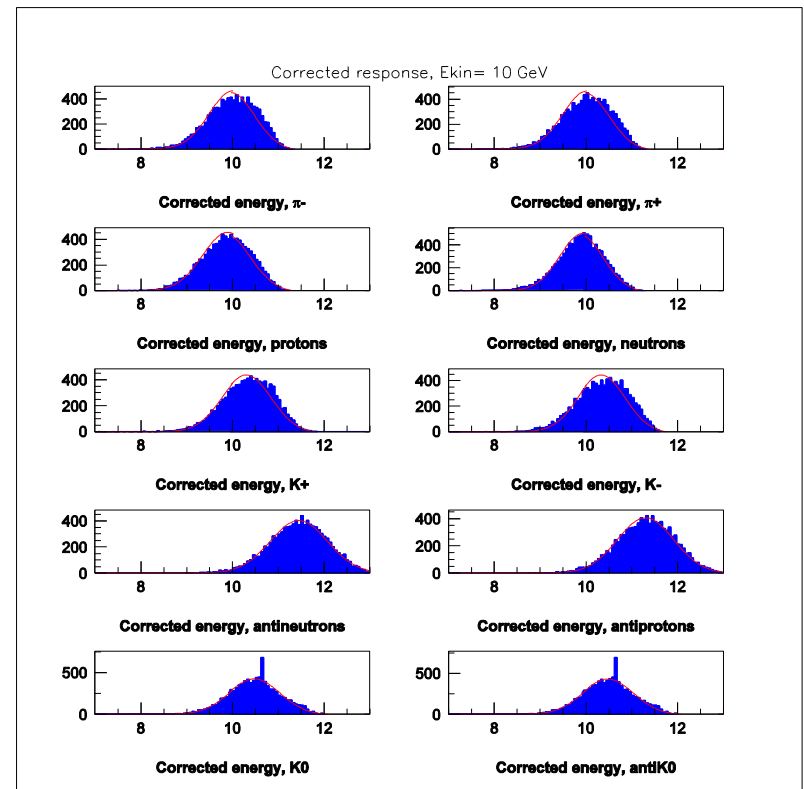 Corrected response, Ekin= 10 GeV
400
200
0
8 10 12
Corrected energy, π-
400
200
0
8 10 12
Corrected energy, π+
400
200
0
8 10 12
Corrected energy, protons
400
200
0
8 10 12
Corrected energy, neutrons
400
200
0
8 10 12
Corrected energy, K+
400
200
0
8 10 12
Corrected energy, K-
400
200
0
8 10 12
Corrected energy, antineutrons
400
200
0
8 10 12
Corrected energy, antiprotons
500
0
8 10 12
Corrected energy, K0
500
0
8 10 12
Corrected energy, antiK0